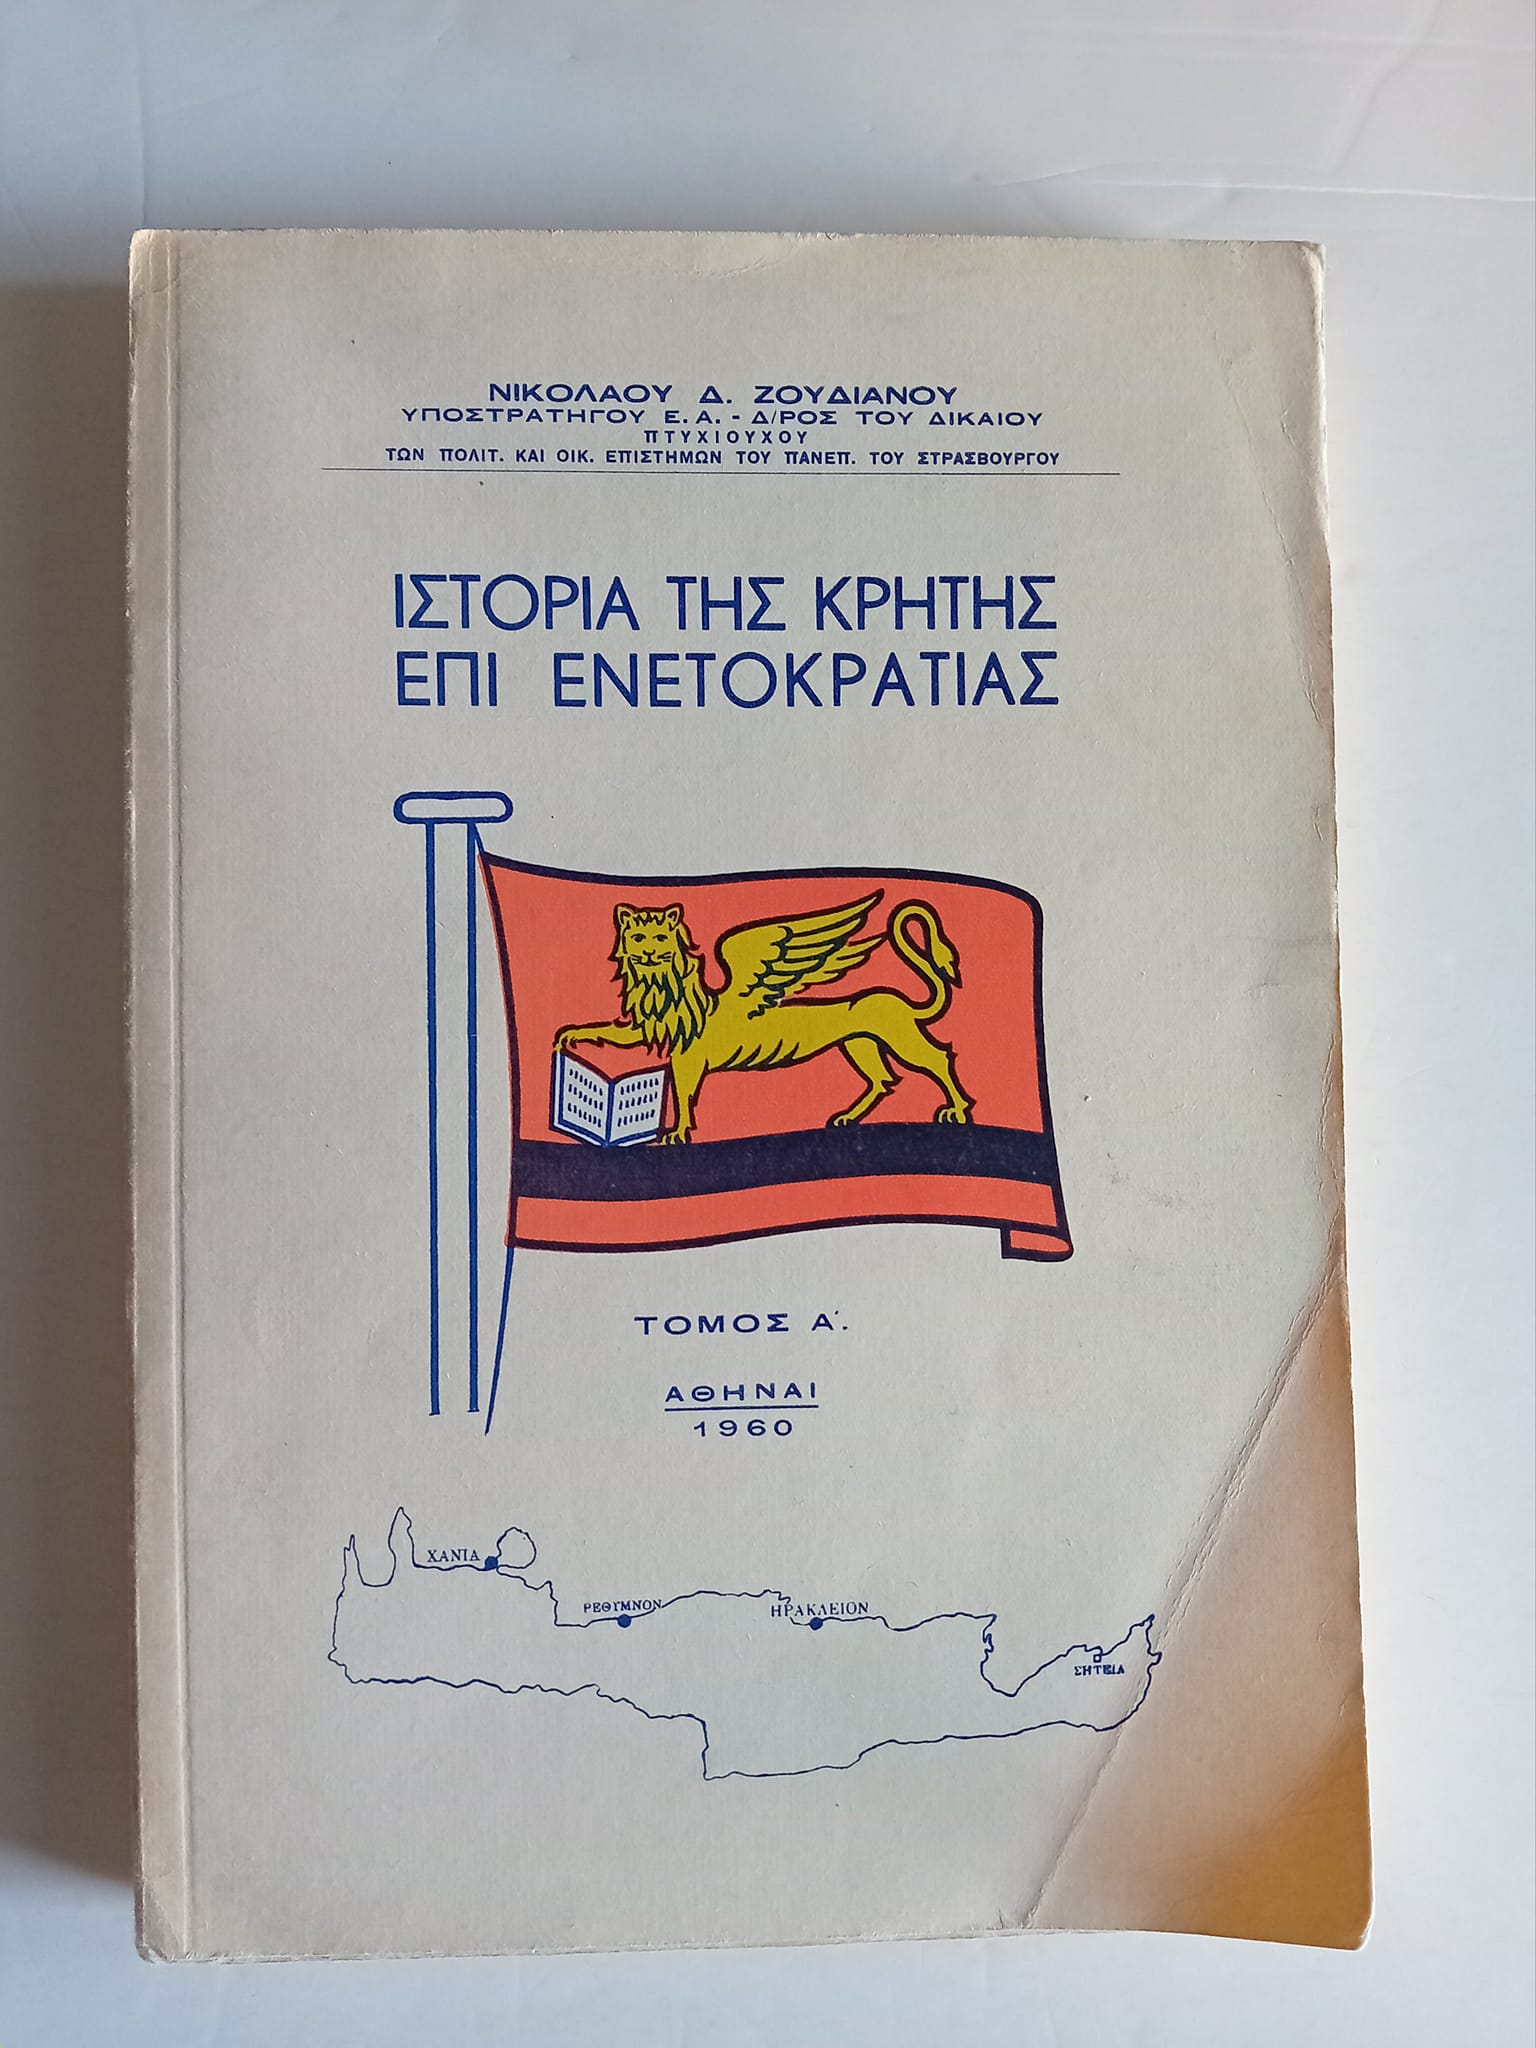 ΝΙΚΟΛΑΟΥ Δ. ΖΟΥΔΙΑΝΟΥ
ΥΠΟΣΤΡΑΤΗΓΟΥ Ε.Α. - Δ/ΡΟΣ ΤΟΥ ΔΙΚΑΙΟΥ
ΠΤΥΧΙΟΥΧΟΥ
ΤΩΝ ΠΟΛΙΤ. ΚΑΙ ΟΙΚ. ΕΠΙΣΤΗΜΩΝ ΤΟΥ ΠΑΝΕΠ. ΤΟΥ ΣΤΡΑΣΒΟΥΡΓΟΥ
ΙΣΤΟΡΙΑ ΤΗΣ ΚΡΗΤΗΣ
ΕΠΙ ΕΝΕΤΟΚΡΑΤΙΑΣ
ΤΟΜΟΣ Α΄.
ΑΘΗΝΑΙ
1960
ΧΑΝΙΑ
ΡΕΘΥΜΝΟΝ
ΗΡΑΚΛΕΙΟΝ
ΣΗΤΕΙΑ